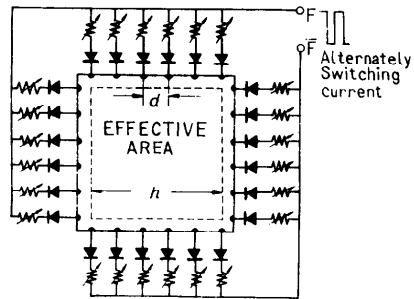 F
F̅
Alternately
Switching
current
d
EFFECTIVE
AREA
h